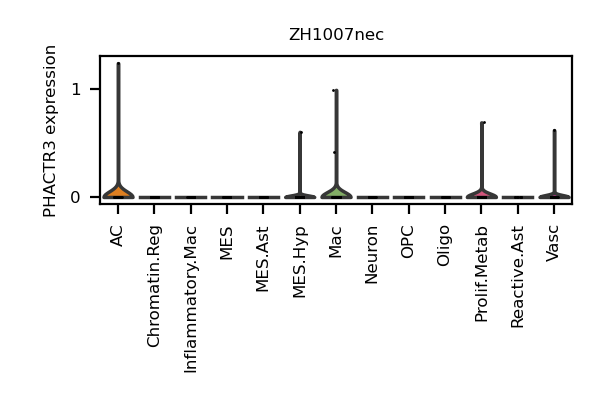 ZH1007nec
PHACTR3 expression
1
0
AC
Chromatin.Reg
Inflammatory.Mac
MES
MES.Ast
MES.Hyp
Mac
Neuron
OPC
Oligo
Prolif.Metab
Reactive.Ast
Vasc